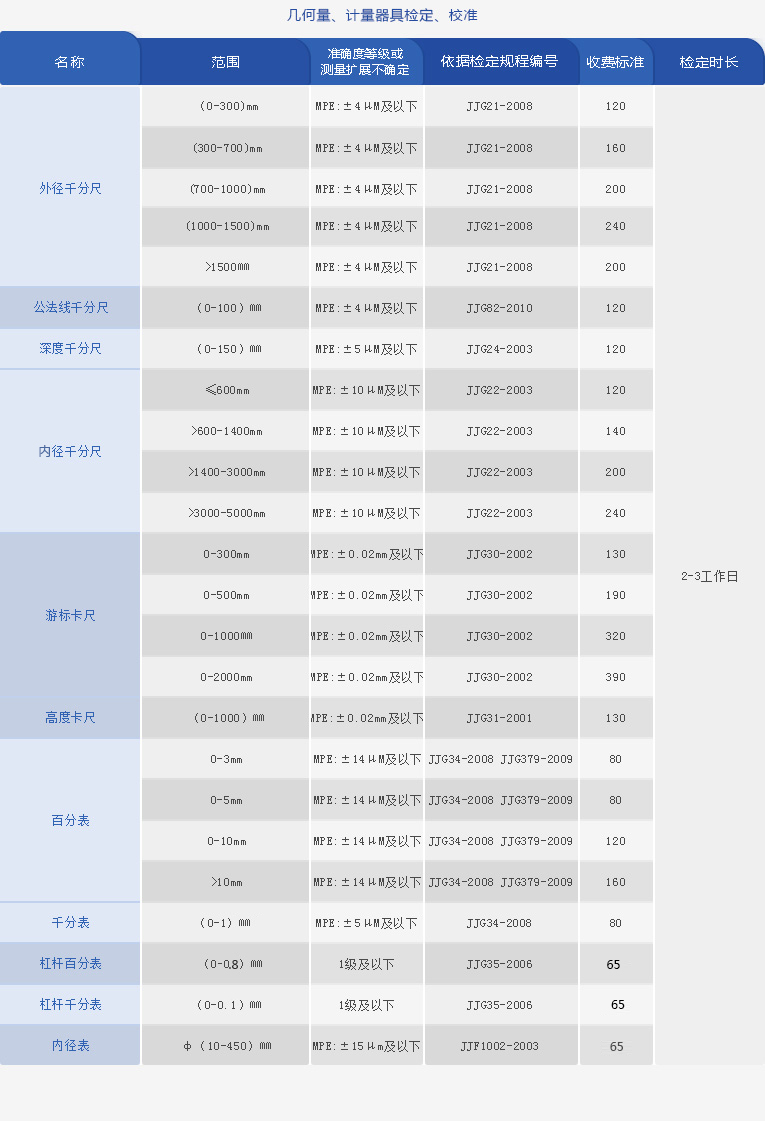 几何量、计量器具检定、校准
名称 范围 准确度等级或 测量扩展不确定 依据检定规程编号 收费标准 检定时长
外径千分尺 (0-300)mm MPE:±4μM及以下 JJG21-2008 120
(300-700)mm MPE:±4μM及以下 JJG21-2008 160
(700-1000)mm MPE:±4μM及以下 JJG21-2008 200
(1000-1500)mm MPE:±4μM及以下 JJG21-2008 240
>1500mm MPE:±4μM及以下 JJG21-2008 200
公法线千分尺 (0-100) mm MPE:±4μM及以下 JJG82-2010 120
深度千分尺 (0-150) mm MPE:±5μM及以下 JJG24-2003 120
内径千分尺 ≤600mm MPE:±10μM及以下 JJG22-2003 120
>600-1400mm MPE:±10μM及以下 JJG22-2003 140
>1400-3000mm MPE:±10μM及以下 JJG22-2003 200
>3000-5000mm MPE:±10μM及以下 JJG22-2003 240
游标卡尺 0-300mm MPE:±0.02mm及以下 JJG30-2002 130
2-3工作日
0-500mm MPE:±0.02mm及以下 JJG30-2002 190
0-1000mm MPE:±0.02mm及以下 JJG30-2002 320
0-2000mm MPE:±0.02mm及以下 JJG30-2002 390
高度卡尺 (0-1000) mm MPE:±0.02mm及以下 JJG31-2001 130
百分表 0-3mm MPE:±14μM及以下 JJG34-2008 JJG379-2009 80
0-5mm MPE:±14μM及以下 JJG34-2008 JJG379-2009 80
0-10mm MPE:±14μM及以下 JJG34-2008 JJG379-2009 120
>10mm MPE:±14μM及以下 JJG34-2008 JJG379-2009 160
千分表 (0-1) mm MPE:±5μM及以下 JJG34-2008 80
杠杆百分表 (0-0.8) mm 1级及以下 JJG35-2006 65
杠杆千分表 (0-0.1) mm 1级及以下 JJG35-2006 65
内径表 φ (10-450) mm MPE:±15μm及以下 JJF1002-2003 65